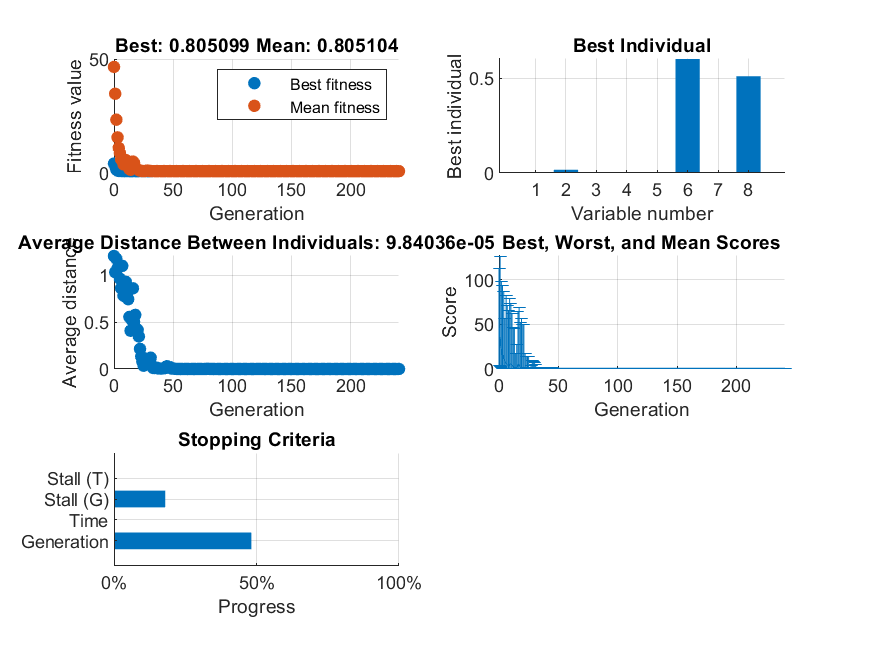 Best: 0.805099 Mean: 0.805104
Fitness value
50
0
Best fitness
Mean fitness
0 50 100 150 200
Generation
Best Individual
Best individual
0.5
0
1 2 3 4 5 6 7 8
Variable number
Average Distance Between Individuals: 9.84036e-05
Average distance
1
0.5
0
0 50 100 150 200
Generation
Best, Worst, and Mean Scores
Score
100
50
0
0 50 100 150 200
Generation
Stopping Criteria
Stall (T)
Stall (G)
Time
Generation
0% 50% 100%
Progress